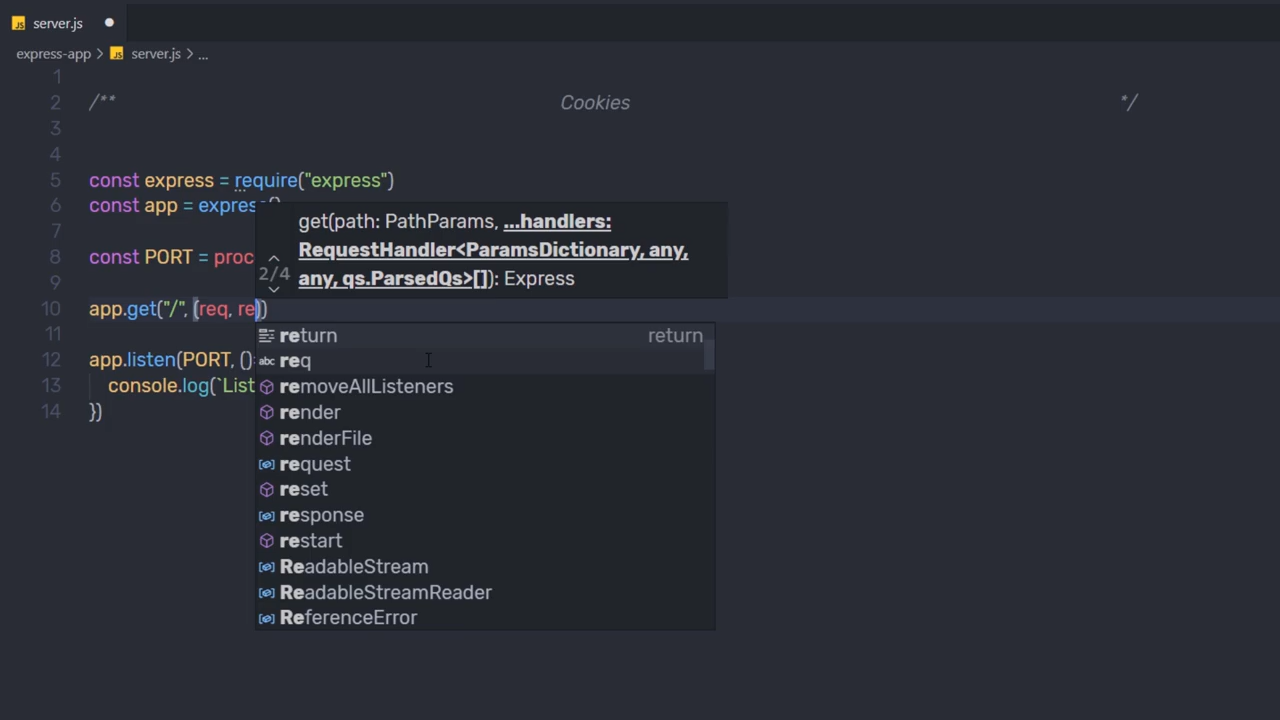 JS server.js
express-app > JS server.js > ...
1
2 /** Cookies */
3
4
5 const express = require("express")
6 const app = express()
get(path: PathParams, ...handlers:
7
RequestHandler<ParamsDictionary, any,
8 const PORT = proc
2/4
any, qs.ParsedQs>[]): Express
9
10 app.get("/", (req, re))
11
return return
12 app.listen(PORT, ()
req
13 console.log(`List
removeAllListeners
14 })
render
renderFile
request
reset
response
restart
ReadableStream
ReadableStreamReader
ReferenceError